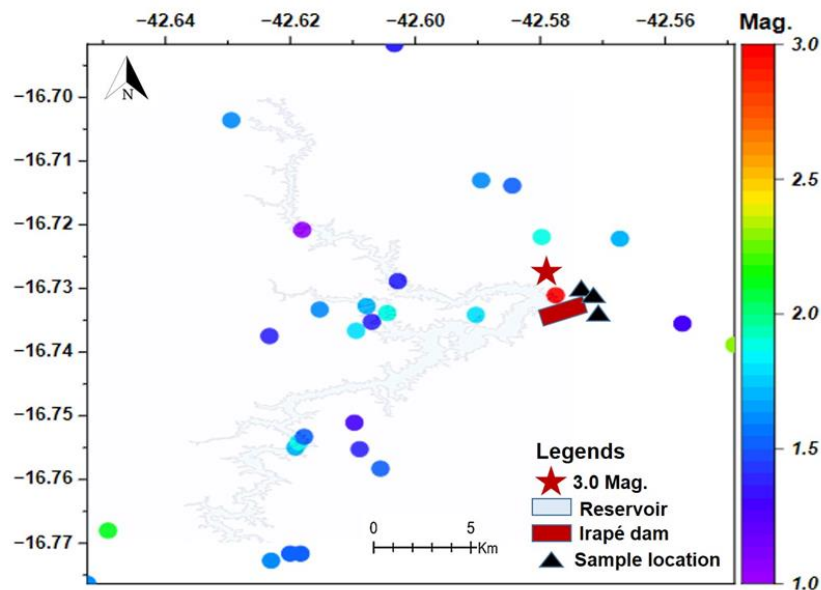 −42.64 −42.62 −42.60 −42.58 −42.56 Mag.
3.0
−16.70
N
−16.71
2.5
−16.72
−16.73
2.0
−16.74
−16.75
1.5
Legends
3.0 Mag.
−16.76
Reservoir
0 5
Irapé dam
−16.77
Km
Sample location
1.0